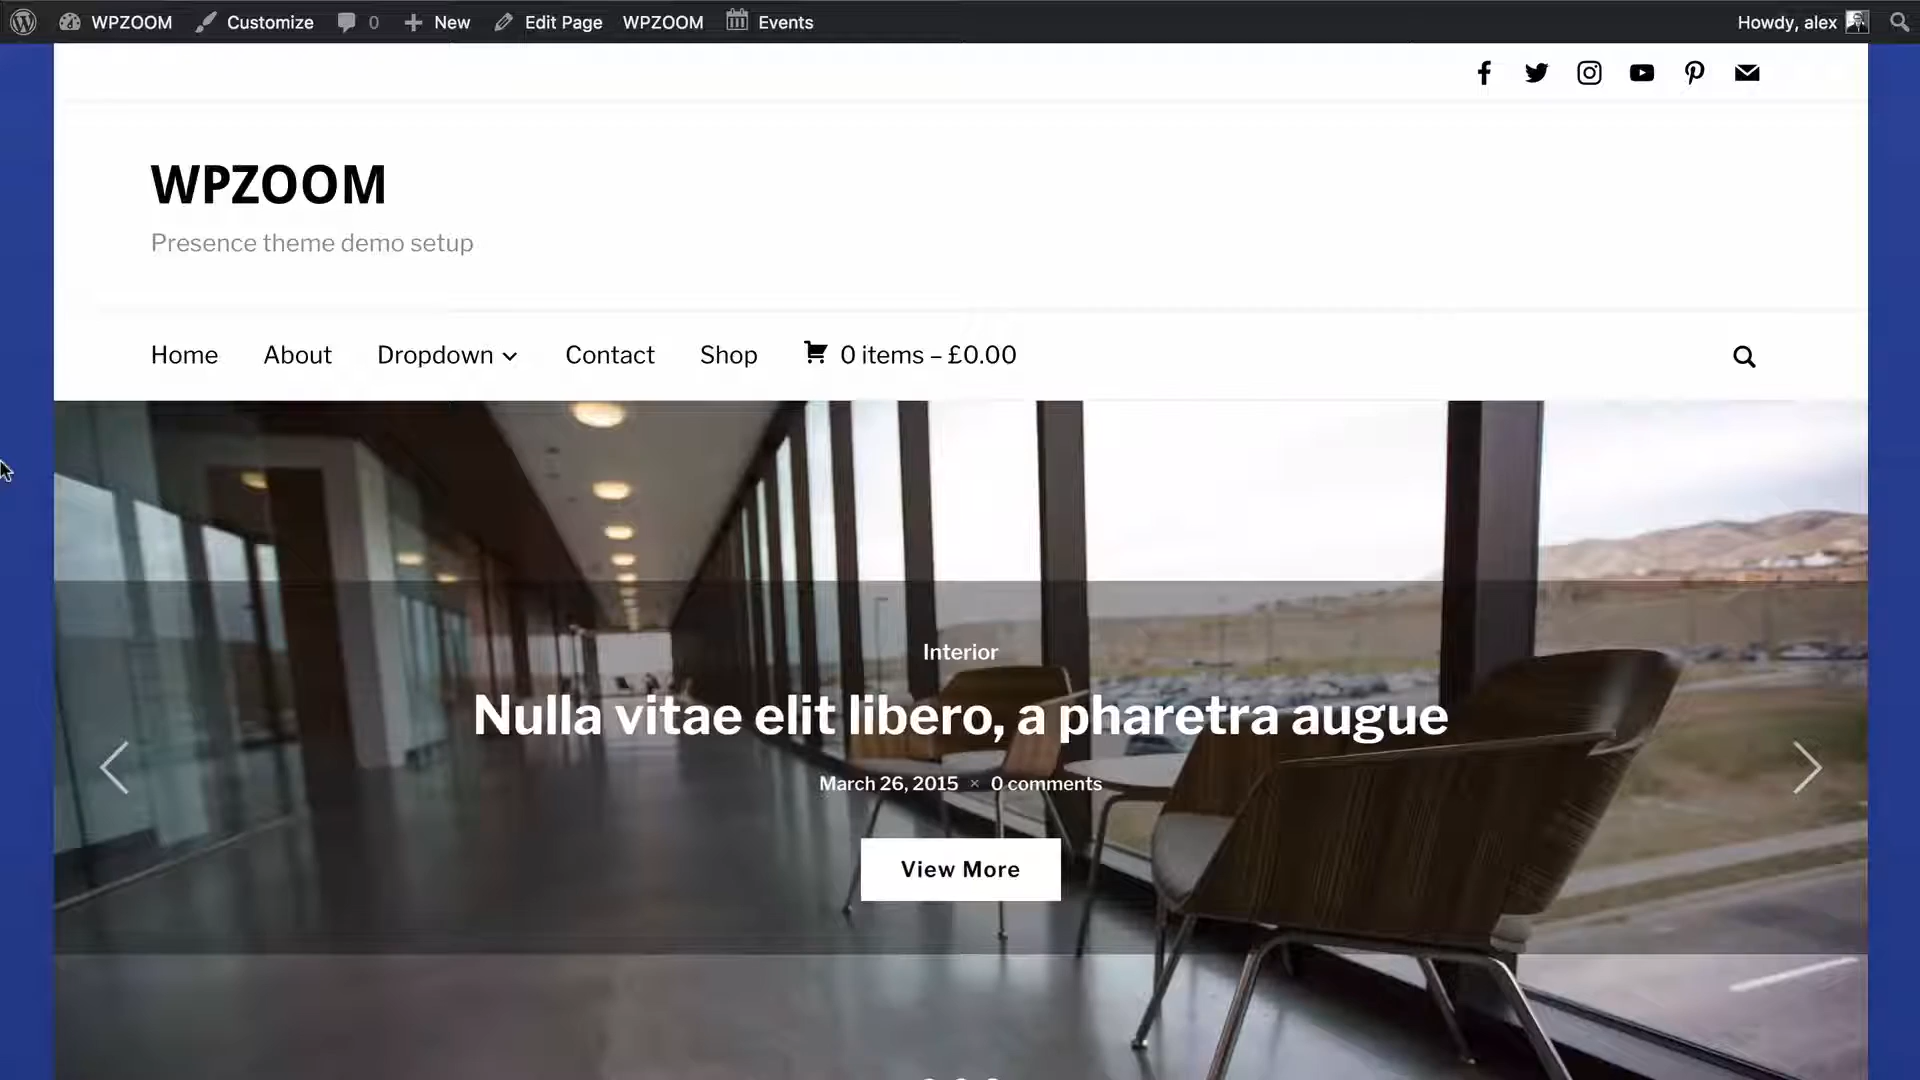 WPZOOM Customize 0 New Edit Page WPZOOM Events Howdy, alex
WPZOOM
Presence theme demo setup
Home About Dropdown Contact Shop 0 items – £0.00
Interior
Nulla vitae elit libero, a pharetra augue
March 26, 2015 × 0 comments
View More